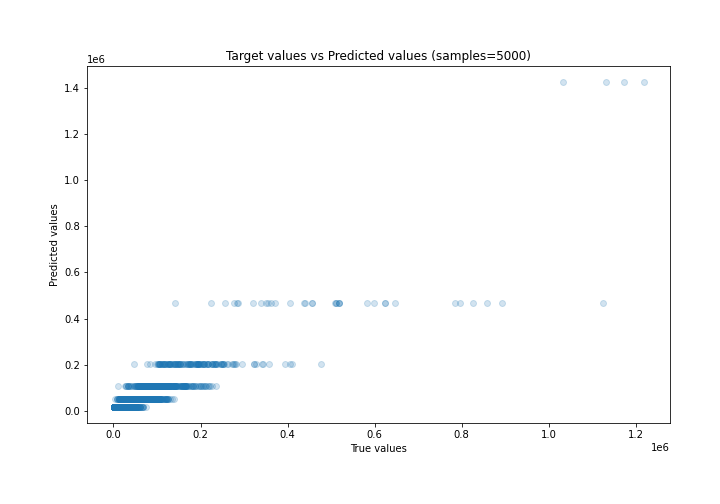 Target values vs Predicted values (samples=5000)
1e6
1.4
1.2
1.0
0.8
0.6
0.4
0.2
0.0
Predicted values
0.0 0.2 0.4 0.6 0.8 1.0 1.2
True values
1e6